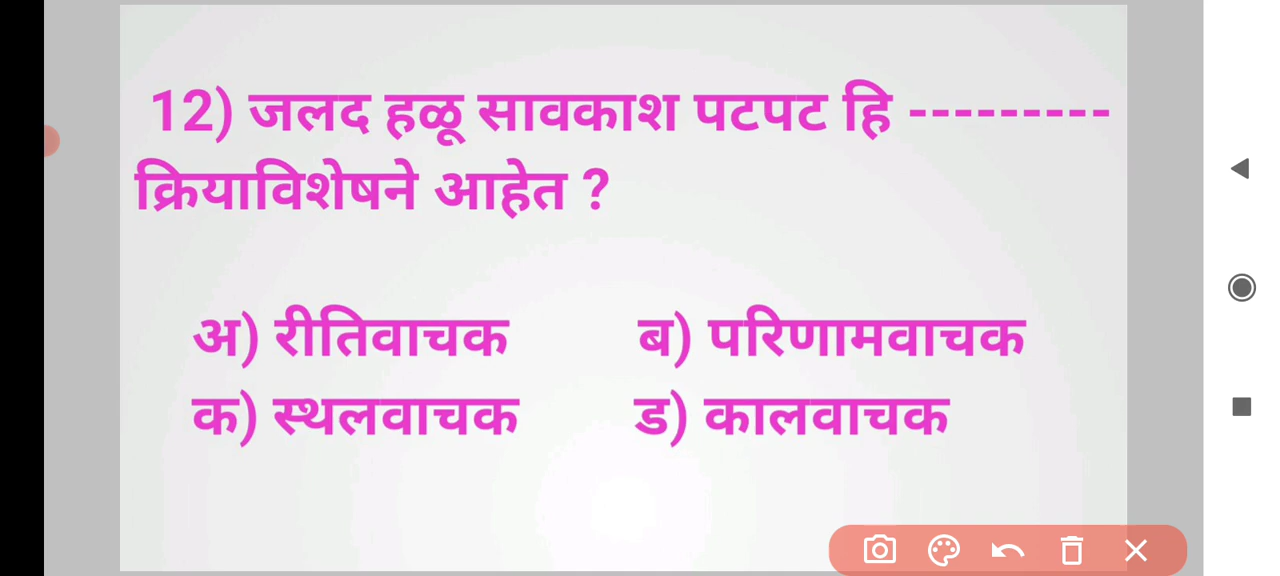 12) जलद हळू सावकाश पटपट हि ---------
क्रियाविशेषने आहेत ?
अ) रीतिवाचक ब) परिणामवाचक
क) स्थलवाचक ड) कालवाचक